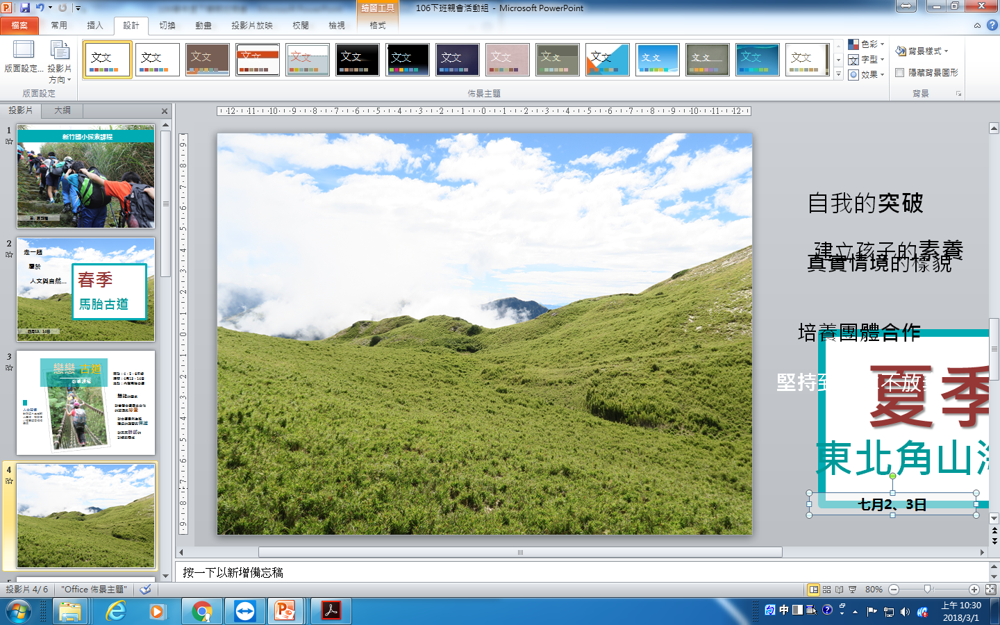 繪圖工具
106下班親會活動組 - Microsoft PowerPoint
檔案 常用 插入 設計 切換 動畫 投影片放映 校閱 檢視 格式
版面設定... 投影片方向
版面設定
文文 文文 文文 文文 文文 文文 文文 文文 文文 文文 文文 文文 文文 文文 文文
佈景主題
色彩
字型
效果
背景樣式
隱藏背景圖形
背景
投影片 大綱
1
新竹國小探索課程
2
走一趟
屬於
人文與自然...
春季
馬胎古道
四月13、14日
3
戀戀 古道
4
5
自我的突破
建立孩子的素養
真實情境的樣貌
培養團體合作
堅持到 不放
夏季
東北角山海
七月2、3日
按一下以新增備忘稿
投影片 4/ 6 "Office 佈景主題" 80%
中
上午 10:30
2018/3/1